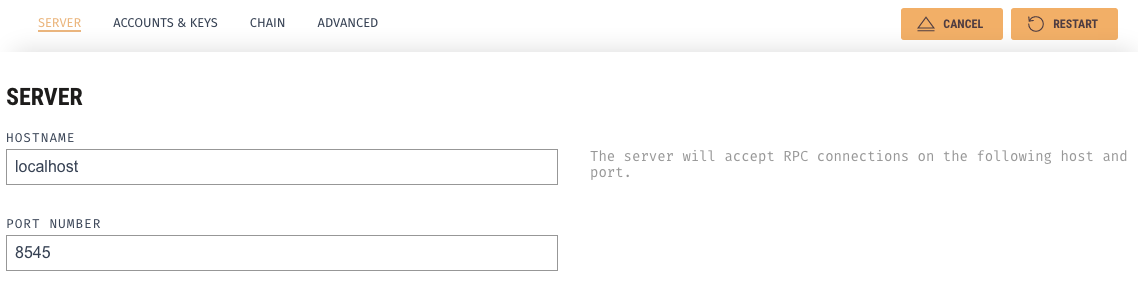 SERVER ACCOUNTS & KEYS CHAIN ADVANCED CANCEL RESTART
SERVER
HOSTNAME
localhost
The server will accept RPC connections on the following host and
port.
PORT NUMBER
8545